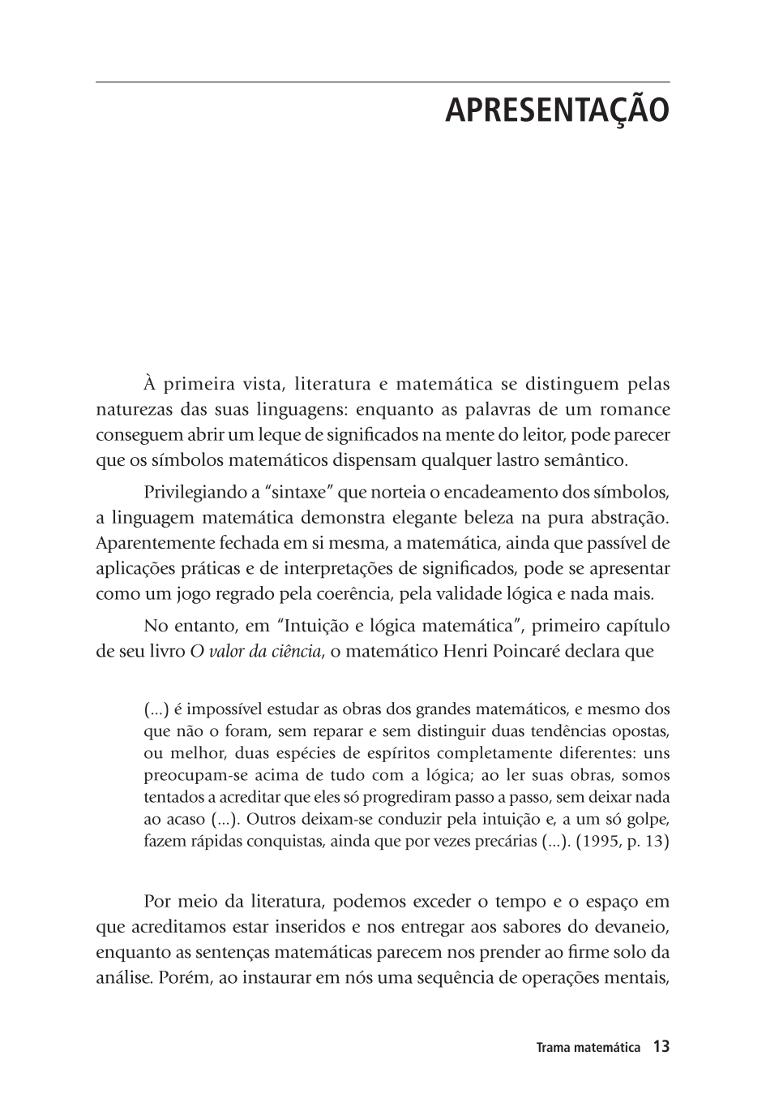 APRESENTAÇÃO
À primeira vista, literatura e matemática se distinguem pelas
naturezas das suas linguagens: enquanto as palavras de um romance
conseguem abrir um leque de significados na mente do leitor, pode parecer
que os símbolos matemáticos dispensam qualquer lastro semântico.
Privilegiando a “sintaxe” que norteia o encadeamento dos símbolos,
a linguagem matemática demonstra elegante beleza na pura abstração.
Aparentemente fechada em si mesma, a matemática, ainda que passível de
aplicações práticas e de interpretações de significados, pode se apresentar
como um jogo regrado pela coerência, pela validade lógica e nada mais.
No entanto, em “Intuição e lógica matemática”, primeiro capítulo
de seu livro O valor da ciência, o matemático Henri Poincaré declara que
(...) é impossível estudar as obras dos grandes matemáticos, e mesmo dos
que não o foram, sem reparar e sem distinguir duas tendências opostas,
ou melhor, duas espécies de espíritos completamente diferentes: uns
preocupam-se acima de tudo com a lógica; ao ler suas obras, somos
tentados a acreditar que eles só progrediram passo a passo, sem deixar nada
ao acaso (...). Outros deixam-se conduzir pela intuição e, a um só golpe,
fazem rápidas conquistas, ainda que por vezes precárias (...). (1995, p. 13)
Por meio da literatura, podemos exceder o tempo e o espaço em
que acreditamos estar inseridos e nos entregar aos sabores do devaneio,
enquanto as sentenças matemáticas parecem nos prender ao firme solo da
análise. Porém, ao instaurar em nós uma sequência de operações mentais,
Trama matemática 13